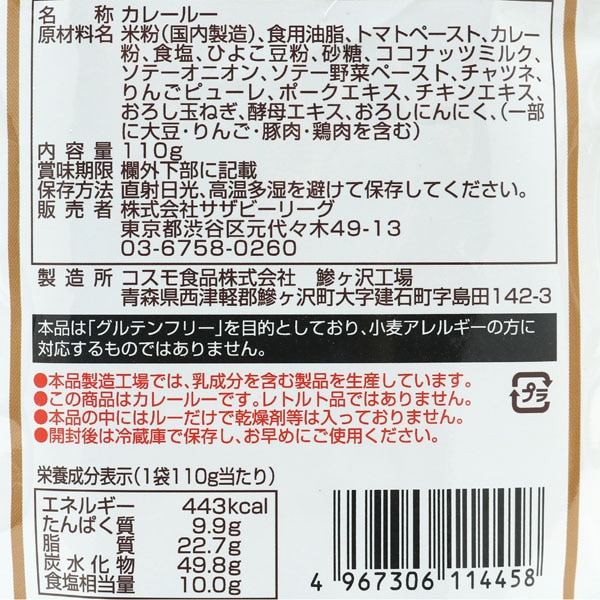 名称 カレールー
原材料名 米粉(国内製造)、食用油脂、トマトペースト、カレー
粉、食塩、ひよこ豆粉、砂糖、ココナッツミルク、
ソテーオニオン、ソテー野菜ペースト、チャツネ、
りんごピューレ、ポークエキス、チキンエキス、
おろし玉ねぎ、酵母エキス、おろしにんにく、(一部
に大豆・りんご・豚肉・鶏肉を含む)
内容量 110g
賞味期限 欄外下部に記載
保存方法 直射日光、高温多湿を避けて保存してください。
販売者 株式会社サザビーリーグ
東京都渋谷区元代々木49-13
03-6758-0260
製造所 コスモ食品株式会社 鰺ヶ沢工場
青森県西津軽郡鰺ヶ沢町大字建石町字島田142-3
本品は「グルテンフリー」を目的としており、小麦アレルギーの方に
対応するものではありません。
●本品製造工場では、乳成分を含む製品を生産しています。
●この商品はカレールーです。レトルト品ではありません。
●本品の中にはルーだけで乾燥剤等は入っておりません。
●開封後は冷蔵庫で保存し、お早めにご使用ください。
プラ
栄養成分表示(1袋110g当たり)
エネルギー 443kcal
たんぱく質 9.9g
脂質 22.7g
炭水化物 49.8g
食塩相当量 10.0g
4 967306 114458